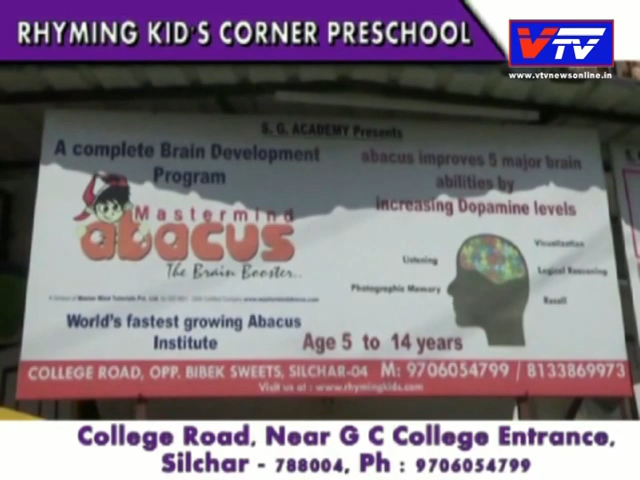 RHYMING KID'S CORNER PRESCHOOL
VTV
www.vtvnewsonline.in
S. G. ACADEMY Presents
A complete Brain Development
Program
abacus improves 5 major brain
abilities by
increasing Dopamine levels
Mastermind
abacus
The Brain Booster..
Visualization
Listening
Logical Reasoning
Photographic Memory
Recall
World's fastest growing Abacus
Institute
Age 5 to 14 years
COLLEGE ROAD, OPP. BIBEK SWEETS, SILCHAR-04 M: 9706054799 / 8133869973
Visit us at : www.rhymingkids.com
College Road, Near G C College Entrance,
Silchar - 788004, Ph : 9706054799